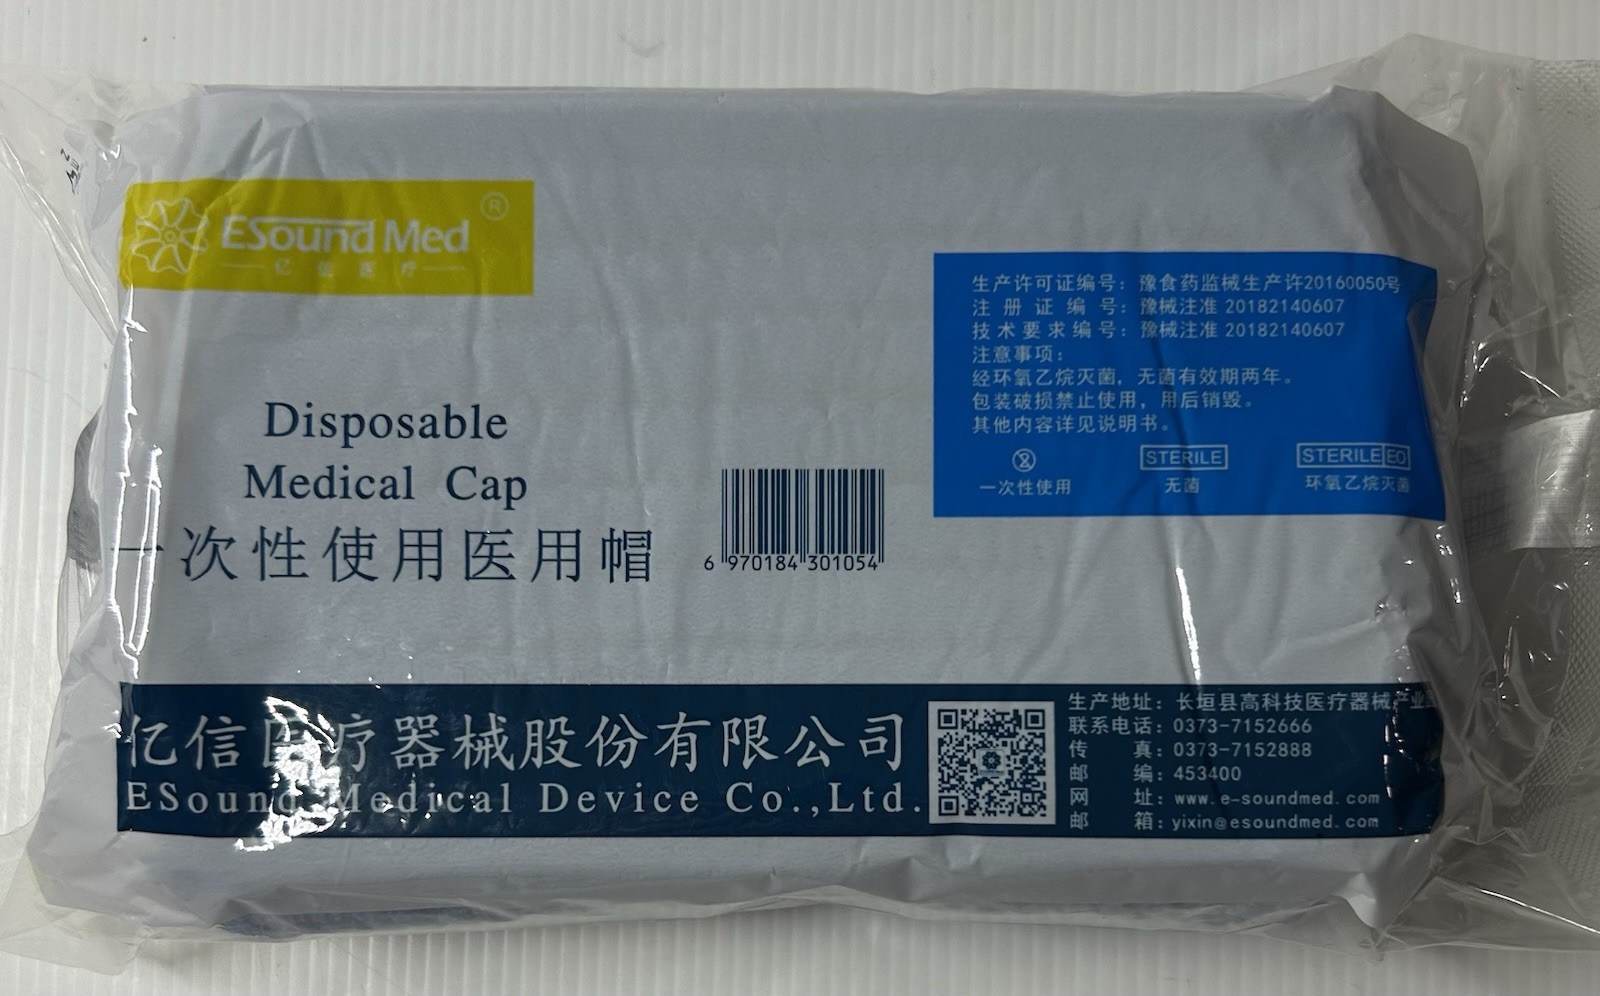 ESound Med ®
亿信医疗
Disposable
Medical Cap
一次性使用医用帽
6 970184 301054
生产许可证编号：豫食药监械生产许20160050号
注册证编号：豫械注准 20182140607
技术要求编号：豫械注准 20182140607
注意事项：
经环氧乙烷灭菌，无菌有效期两年。
包装破损禁止使用，用后销毁。
其他内容详见说明书。
2
STERILE
STERILE EO
一次性使用
无菌
环氧乙烷灭菌
亿信医疗器械股份有限公司
ESound Medical Device Co.,Ltd.
生产地址：长垣县高科技医疗器械产业
联系电话：0373-7152666
传真：0373-7152888
邮编：453400
网址：www.e-soundmed.com
邮箱：yixin@esoundmed.com